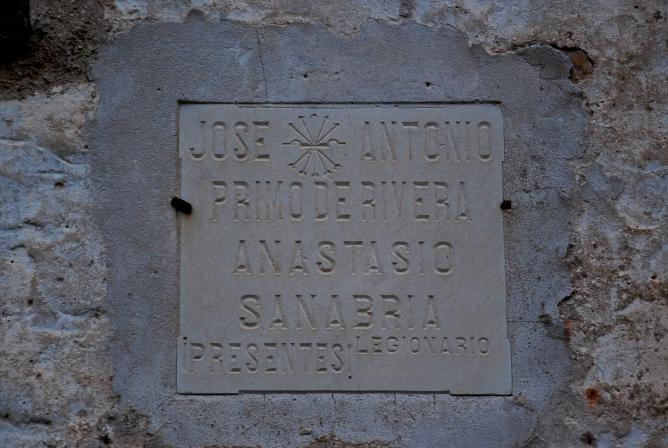 JOSE ANTONIO
PRIMO DE RIVERA
ANASTASIO
SANABRIA
LEGIONARIO
¡PRESENTES!